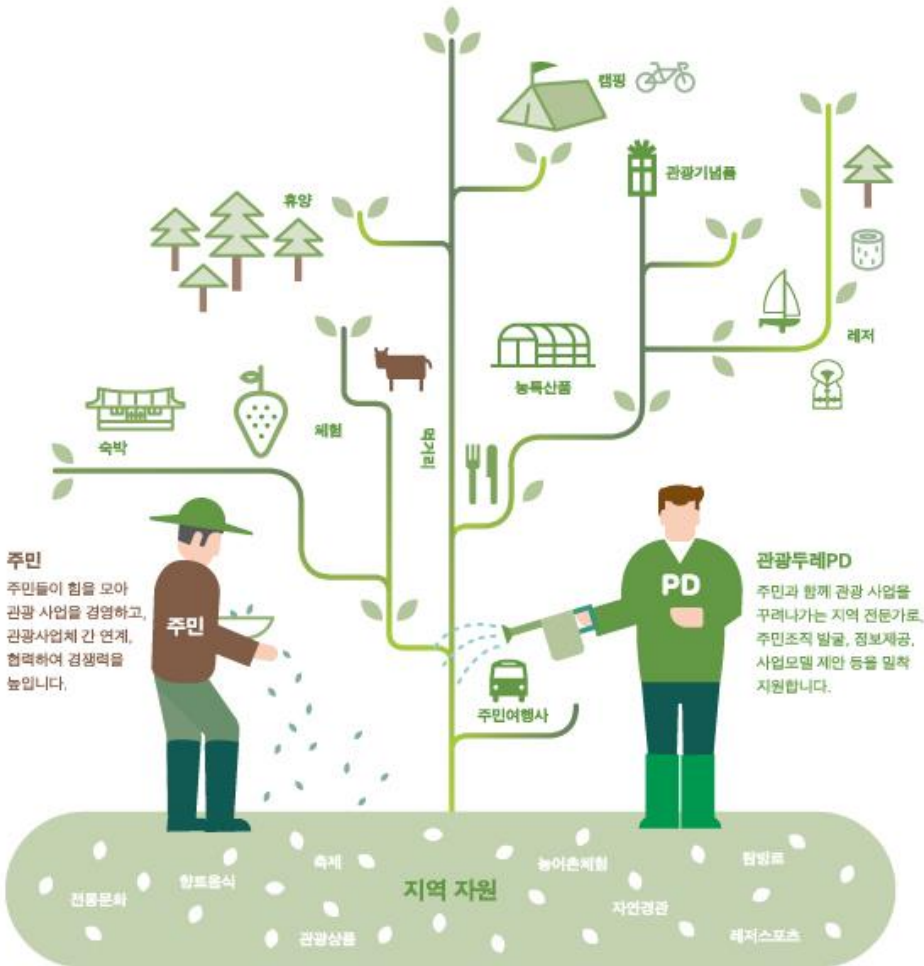 캠핑
관광기념품
휴양
레저
농특산품
체험
먹거리
숙박
주민
주민들이 힘을 모아
관광 사업을 경영하고,
관광사업체 간 연계,
협력하여 경쟁력을
높입니다.
주민
PD
관광두레PD
주민과 함께 관광 사업을
꾸려나가는 지역 전문가로,
주민조직 발굴, 정보제공,
사업모델 제안 등을 밀착
지원합니다.
주민여행사
지역 자원
전통문화
향토음식
축제
관광상품
농어촌체험
자연경관
탐방로
레저스포츠